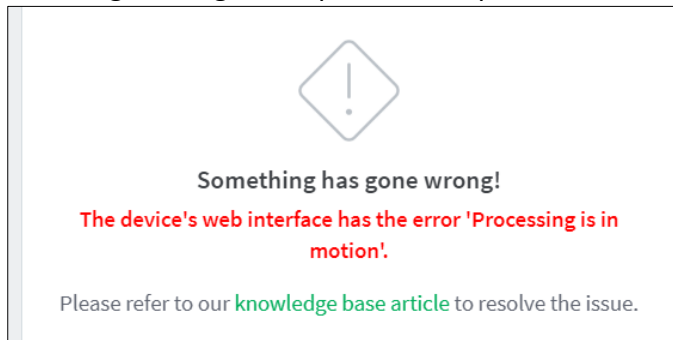 Something has gone wrong!
The device's web interface has the error 'Processing is in
motion'.
Please refer to our knowledge base article to resolve the issue.